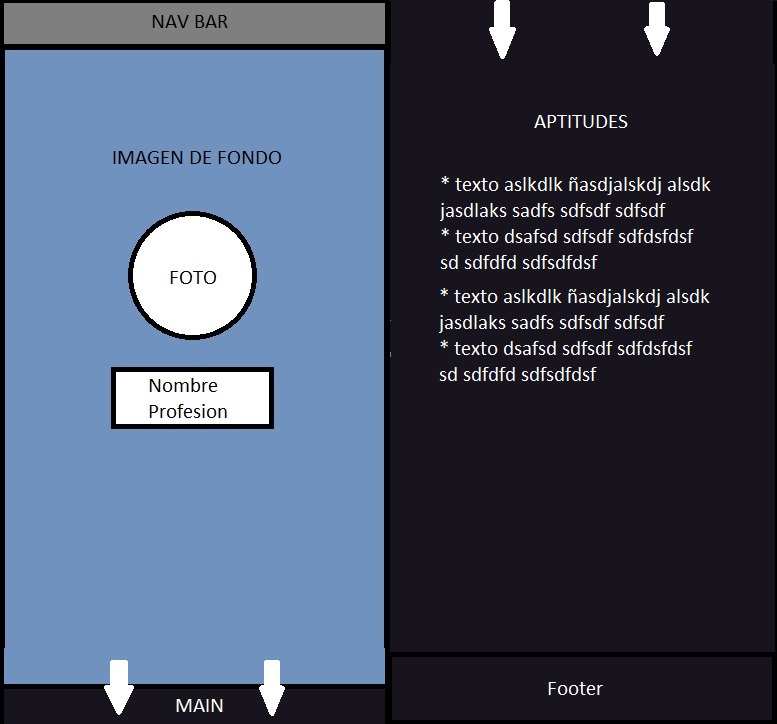 NAV BAR
IMAGEN DE FONDO
FOTO
Nombre
Profesion
MAIN
APTITUDES
* texto aslkdlk ñasdjalskdj alsdk
jasdlaks sadfs sdfsdf sdfsdf
* texto dsafsd sdfsdf sdfdsfdsf
sd sdfdfd sdfsdfdsf
* texto aslkdlk ñasdjalskdj alsdk
jasdlaks sadfs sdfsdf sdfsdf
* texto dsafsd sdfsdf sdfdsfdsf
sd sdfdfd sdfsdfdsf
Footer